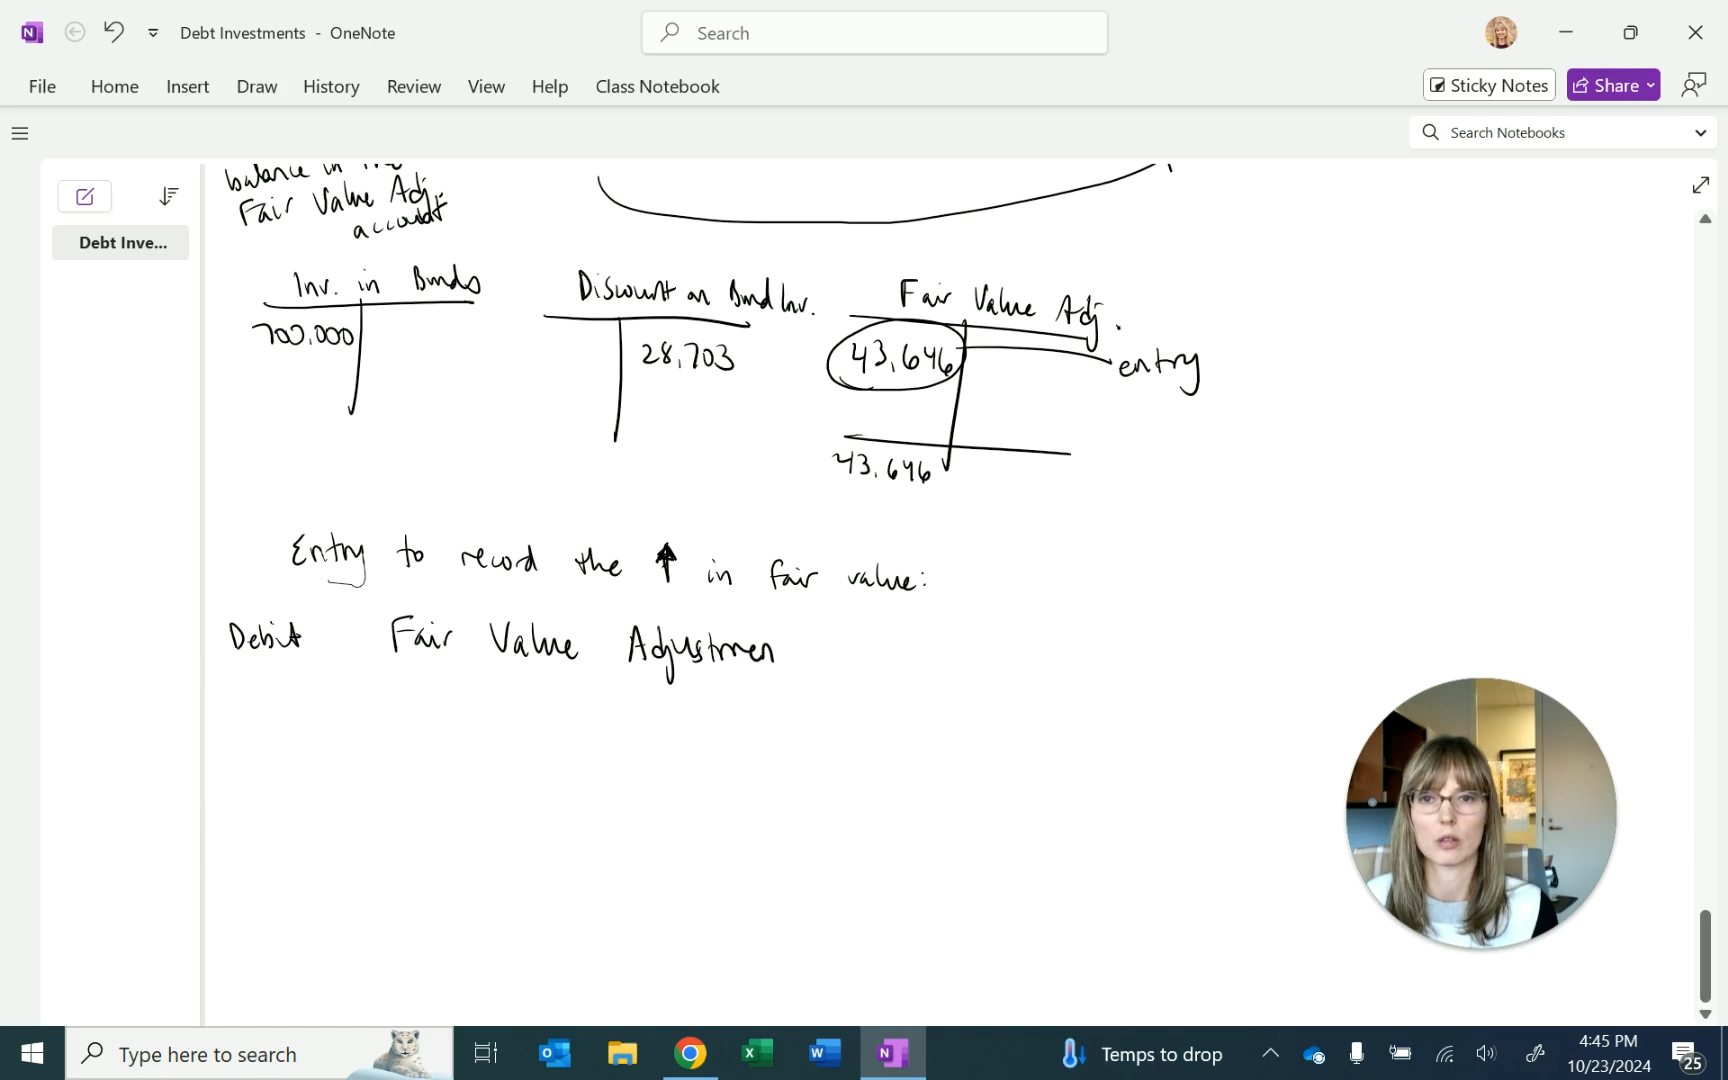 Debt Investments - OneNote
Search
File Home Insert Draw History Review View Help Class Notebook
Sticky Notes Share
Search Notebooks
Debt Inve...
balance in the
Fair Value Adj.
account
Inv. in Bonds
Discount on Bond Inv.
Fair Value Adj.
700,000
28,703
43,646
entry
43,646
Entry to record the ↑ in fair value:
Debit Fair Value Adjustmen
Type here to search
Temps to drop
4:45 PM
10/23/2024
25